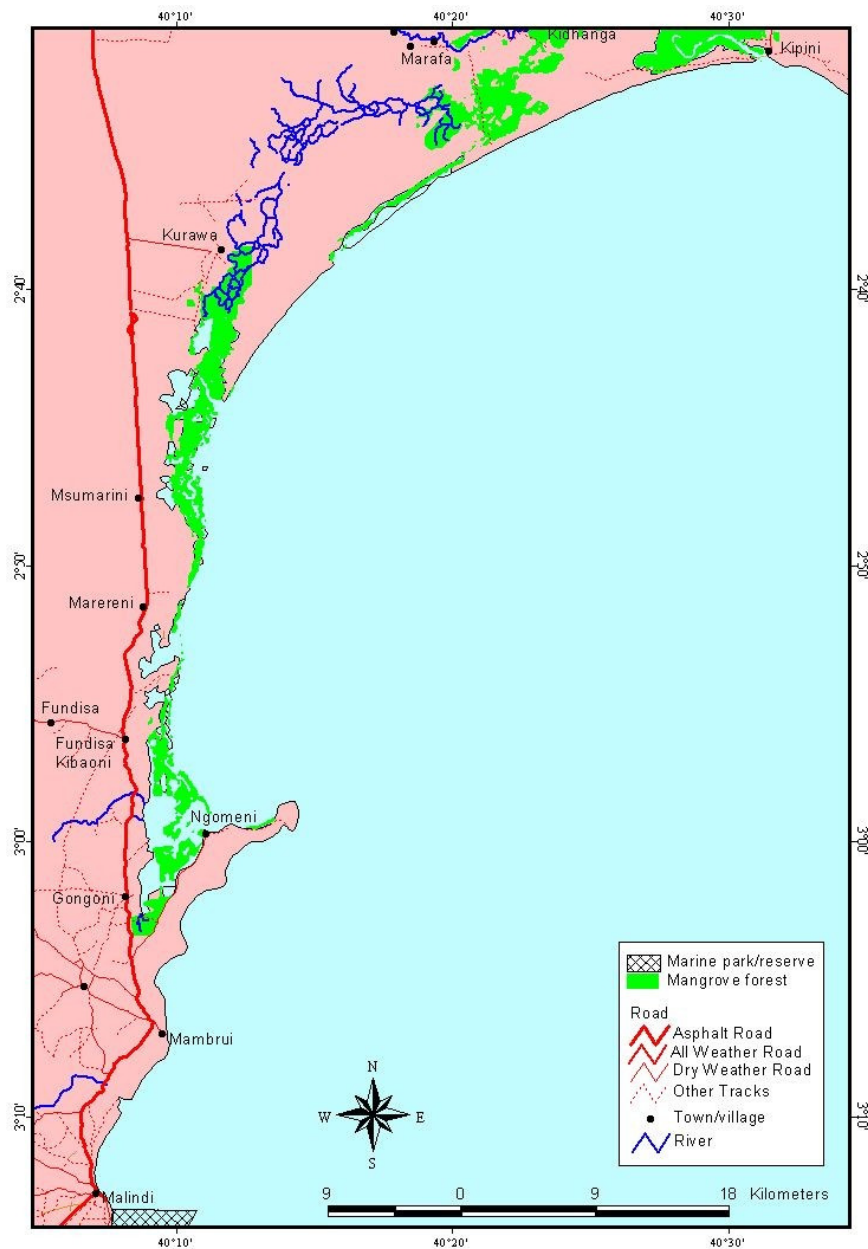 40°10' 40°20' 40°30'
Kidhanga
Marafa
Kipini
Kurawa
2°40' 2°40'
Msumarini
2°50' 2°50'
Marereni
Fundisa
Fundisa
Kibaoni
Ngomeni
3°00' 3°00'
Gongoni
Mambrui
Marine park/reserve
Mangrove forest
Road
Asphalt Road
All Weather Road
Dry Weather Road
Other Tracks
Town/village
River
N
W E
S
3°10' 3°10'
Malindi
9 0 9 18 Kilometers
40°10' 40°20' 40°30'